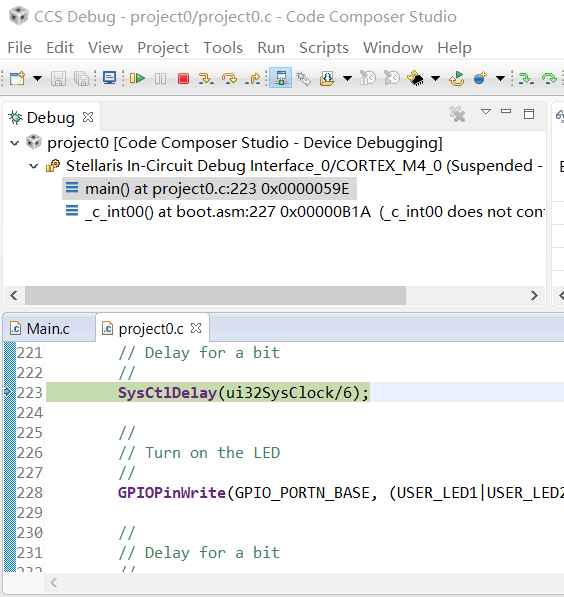 CCS Debug - project0/project0.c - Code Composer Studio
File Edit View Project Tools Run Scripts Window Help
Debug
project0 [Code Composer Studio - Device Debugging]
Stellaris In-Circuit Debug Interface_0/CORTEX_M4_0 (Suspended -
main() at project0.c:223 0x0000059E
_c_int00() at boot.asm:227 0x00000B1A (_c_int00 does not cont
Main.c project0.c
221 // Delay for a bit
222 //
223 SysCtlDelay(ui32SysClock/6);
224
225 //
226 // Turn on the LED
227 //
228 GPIOPinWrite(GPIO_PORTN_BASE, (USER_LED1|USER_LED2
229
230 //
231 // Delay for a bit
232 //